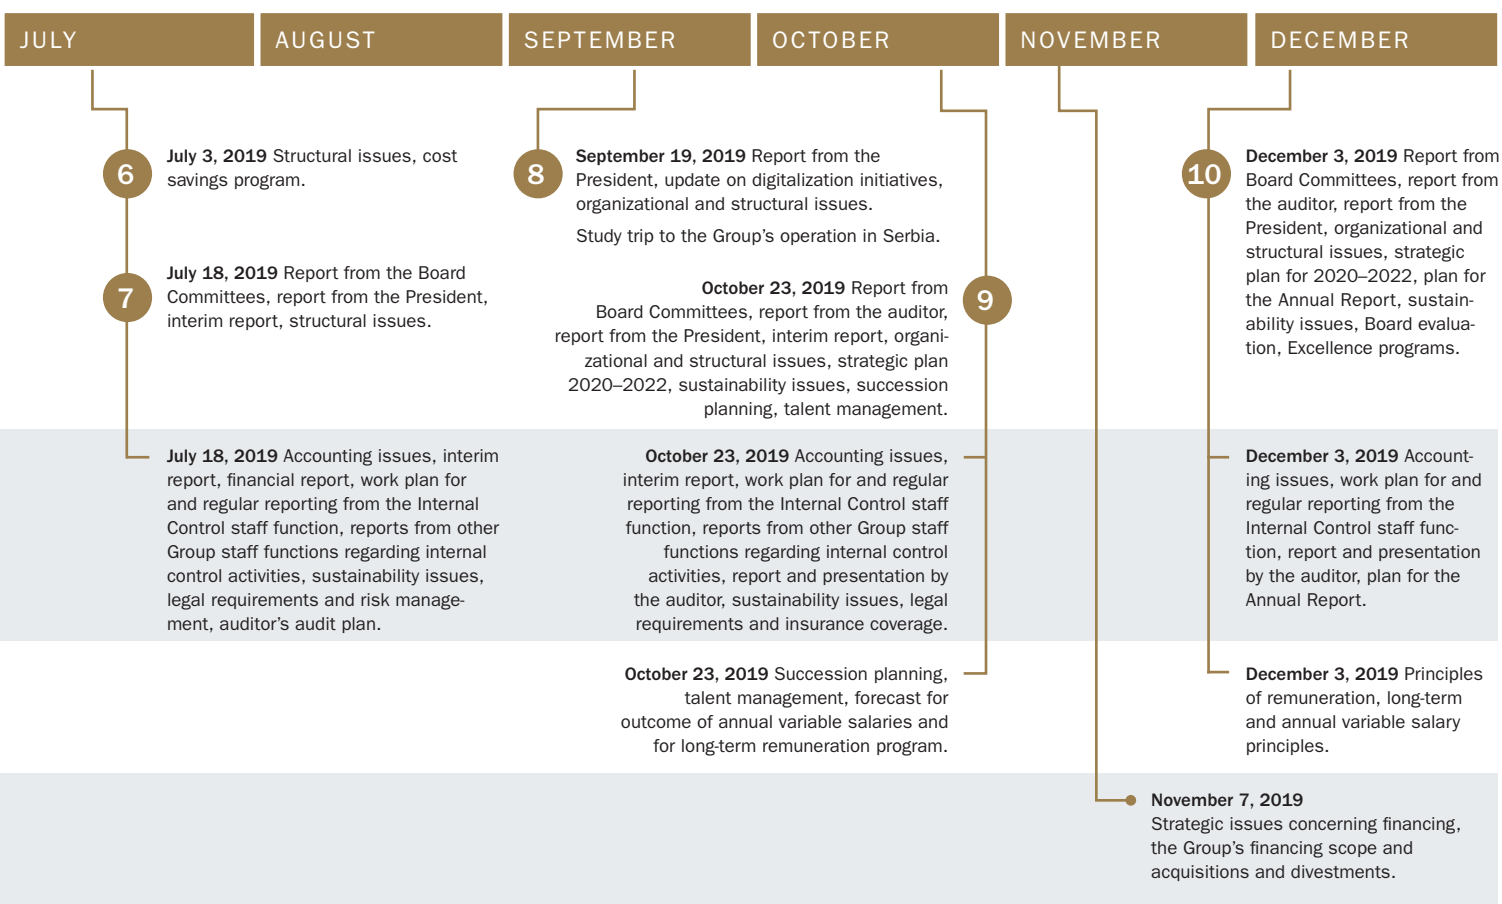 JULY
AUGUST
SEPTEMBER
OCTOBER
NOVEMBER
DECEMBER
6
July 3, 2019 Structural issues, cost
savings program.
7
July 18, 2019 Report from the Board
Committees, report from the President,
interim report, structural issues.
July 18, 2019 Accounting issues, interim
report, financial report, work plan for
and regular reporting from the Internal
Control staff function, reports from other
Group staff functions regarding internal
control activities, sustainability issues,
legal requirements and risk manage-
ment, auditor’s audit plan.
8
September 19, 2019 Report from the
President, update on digitalization initiatives,
organizational and structural issues.
Study trip to the Group’s operation in Serbia.
9
October 23, 2019 Report from
Board Committees, report from the auditor,
report from the President, interim report, organi-
zational and structural issues, strategic plan
2020–2022, sustainability issues, succession
planning, talent management.
October 23, 2019 Accounting issues,
interim report, work plan for and regular
reporting from the Internal Control staff
function, reports from other Group staff
functions regarding internal control
activities, report and presentation by
the auditor, sustainability issues, legal
requirements and insurance coverage.
October 23, 2019 Succession planning,
talent management, forecast for
outcome of annual variable salaries and
for long-term remuneration program.
10
December 3, 2019 Report from
Board Committees, report from
the auditor, report from the
President, organizational and
structural issues, strategic
plan for 2020–2022, plan for
the Annual Report, sustain-
ability issues, Board evalua-
tion, Excellence programs.
December 3, 2019 Account-
ing issues, work plan for and
regular reporting from the
Internal Control staff func-
tion, report and presentation
by the auditor, plan for the
Annual Report.
December 3, 2019 Principles
of remuneration, long-term
and annual variable salary
principles.
November 7, 2019
Strategic issues concerning financing,
the Group’s financing scope and
acquisitions and divestments.